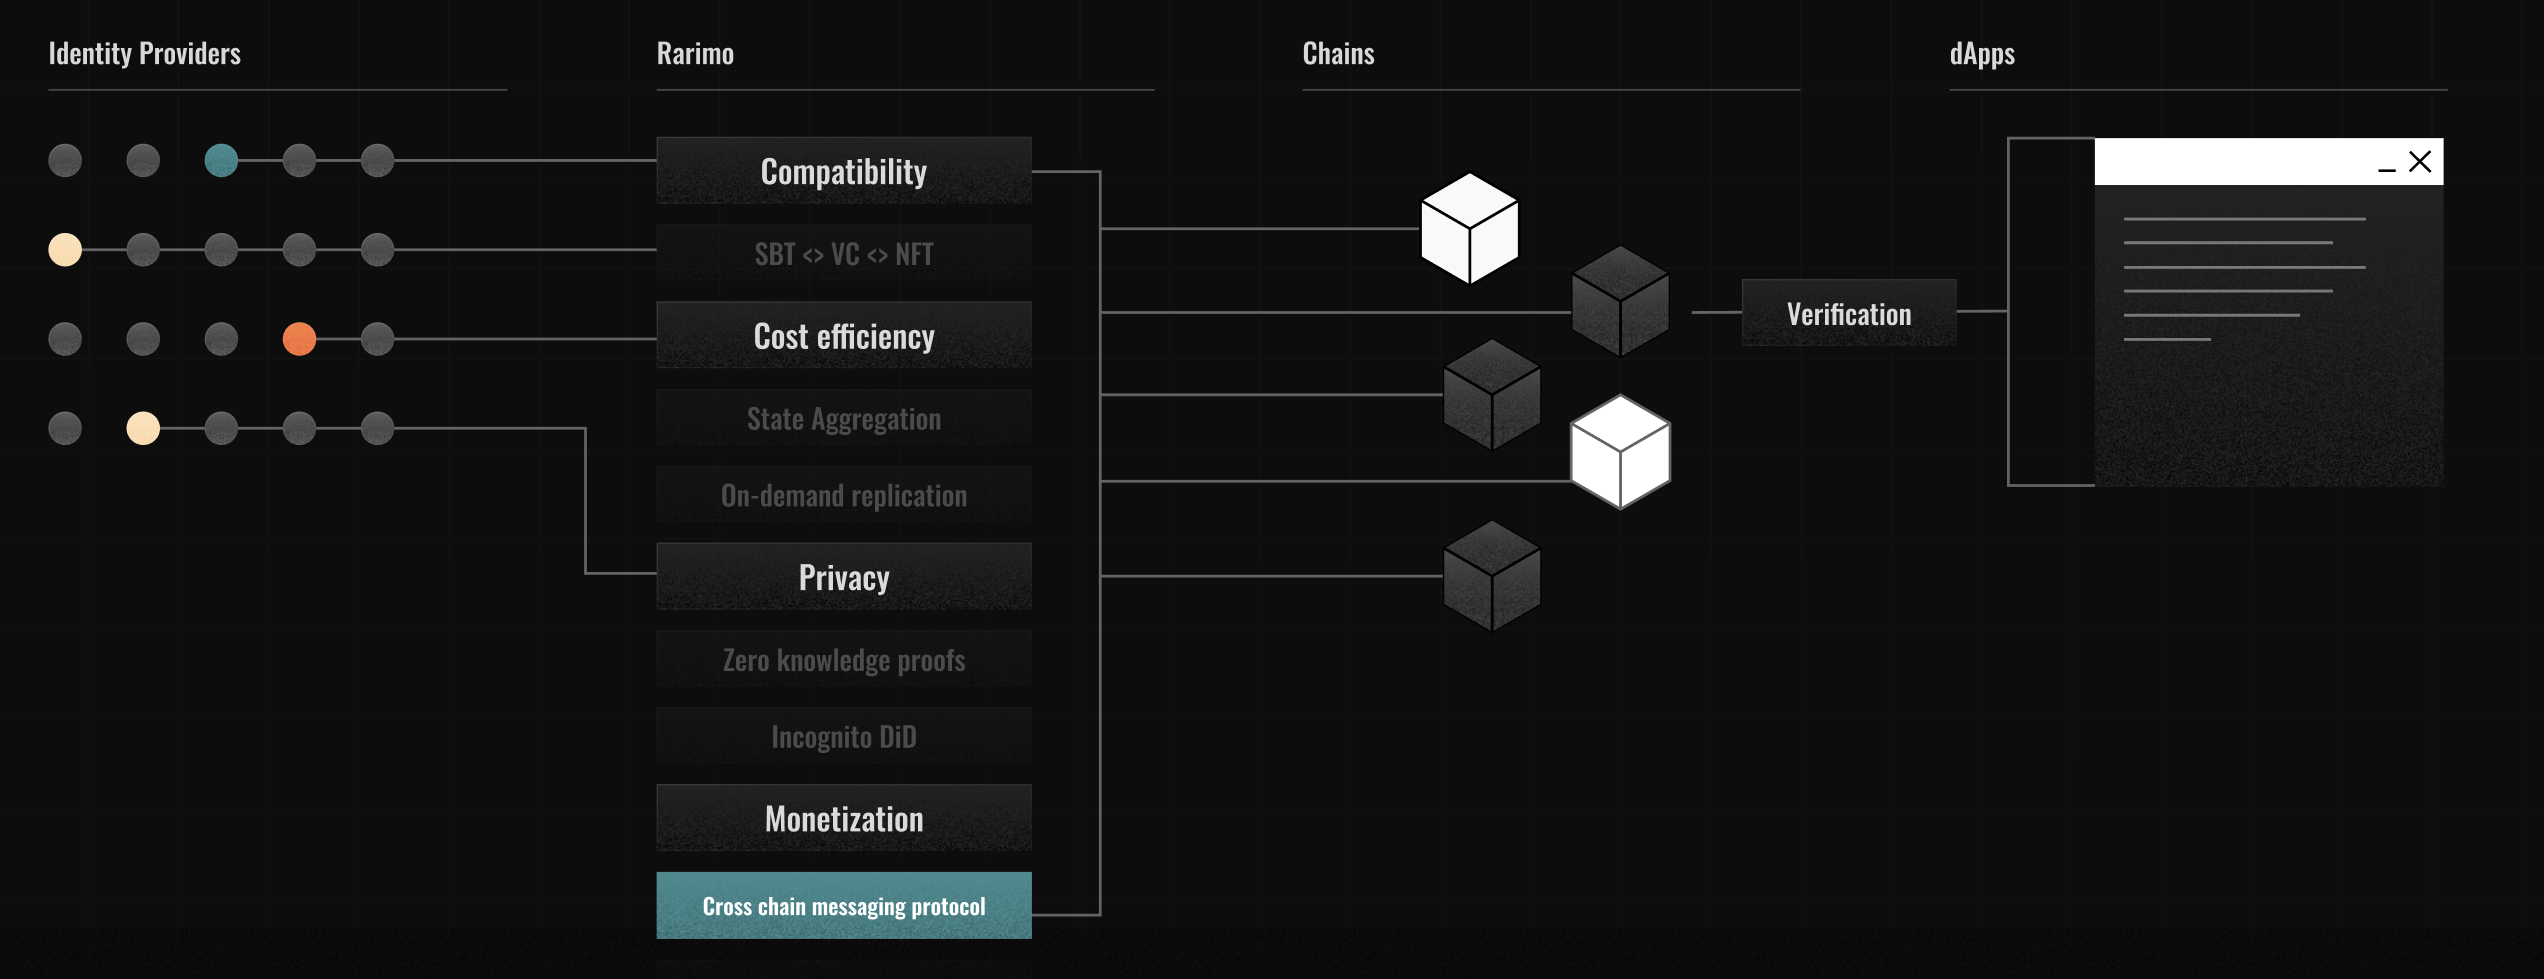 Identity Providers
Rarimo
Chains
dApps
Compatibility
SBT <> VC <> NFT
Cost efficiency
State Aggregation
On-demand replication
Privacy
Zero knowledge proofs
Incognito DiD
Monetization
Cross chain messaging protocol
Verification